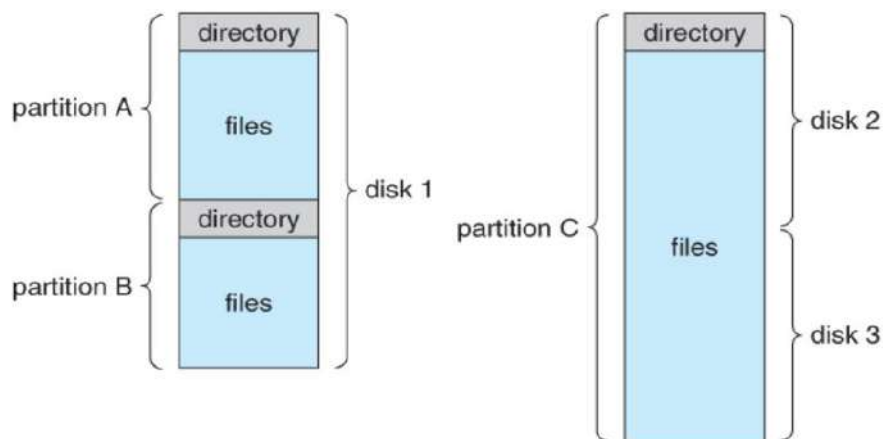 directory
partition A
files
disk 1
directory
partition B
files
directory
disk 2
partition C
files
disk 3